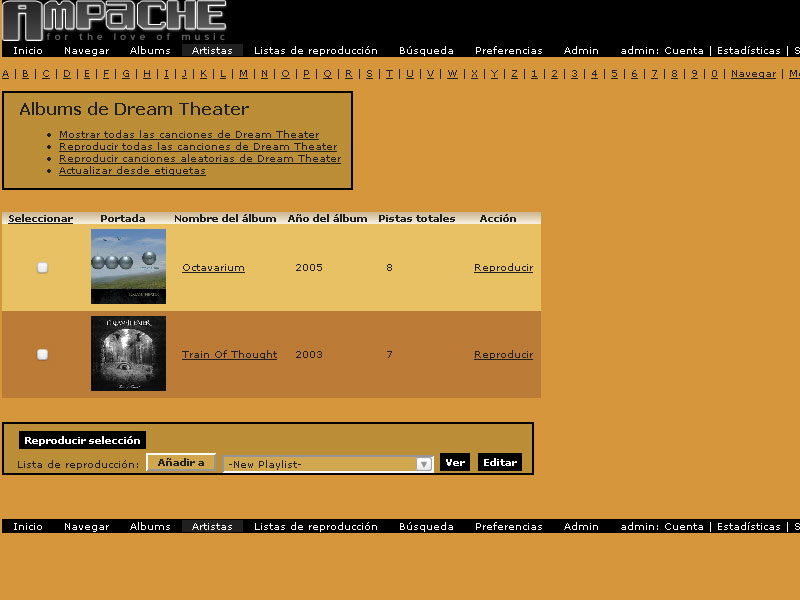 AMPACHE
for the love of music
Inicio Navegar Albums Artistas Listas de reproducción Búsqueda Preferencias Admin admin: Cuenta | Estadísticas | S
A | B | C | D | E | F | G | H | I | J | K | L | M | N | O | P | Q | R | S | T | U | V | W | X | Y | Z | 1 | 2 | 3 | 4 | 5 | 6 | 7 | 8 | 9 | 0 | Navegar | Mo
Albums de Dream Theater
Mostrar todas las canciones de Dream Theater
Reproducir todas las canciones de Dream Theater
Reproducir canciones aleatorias de Dream Theater
Actualizar desde etiquetas
Seleccionar Portada Nombre del álbum Año del álbum Pistas totales Acción
Octavarium 2005 8 Reproducir
DREAM THEATER
Train Of Thought 2003 7 Reproducir
Reproducir selección
Lista de reproducción: Añadir a -New Playlist- Ver Editar
Inicio Navegar Albums Artistas Listas de reproducción Búsqueda Preferencias Admin admin: Cuenta | Estadísticas | S